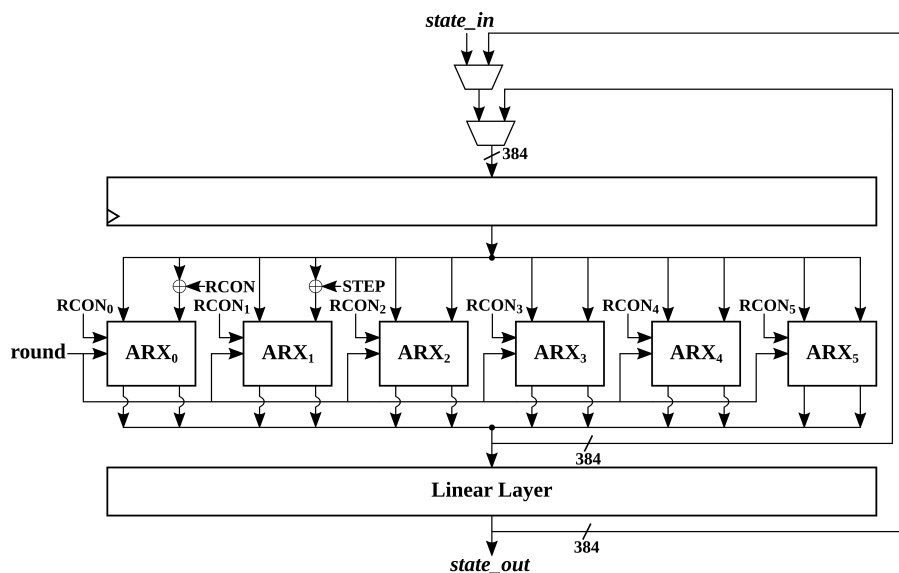 state_in
384
RCON STEP
RCON₀ RCON₁ RCON₂ RCON₃ RCON₄ RCON₅
round ARX₀ ARX₁ ARX₂ ARX₃ ARX₄ ARX₅
384
Linear Layer
384
state_out